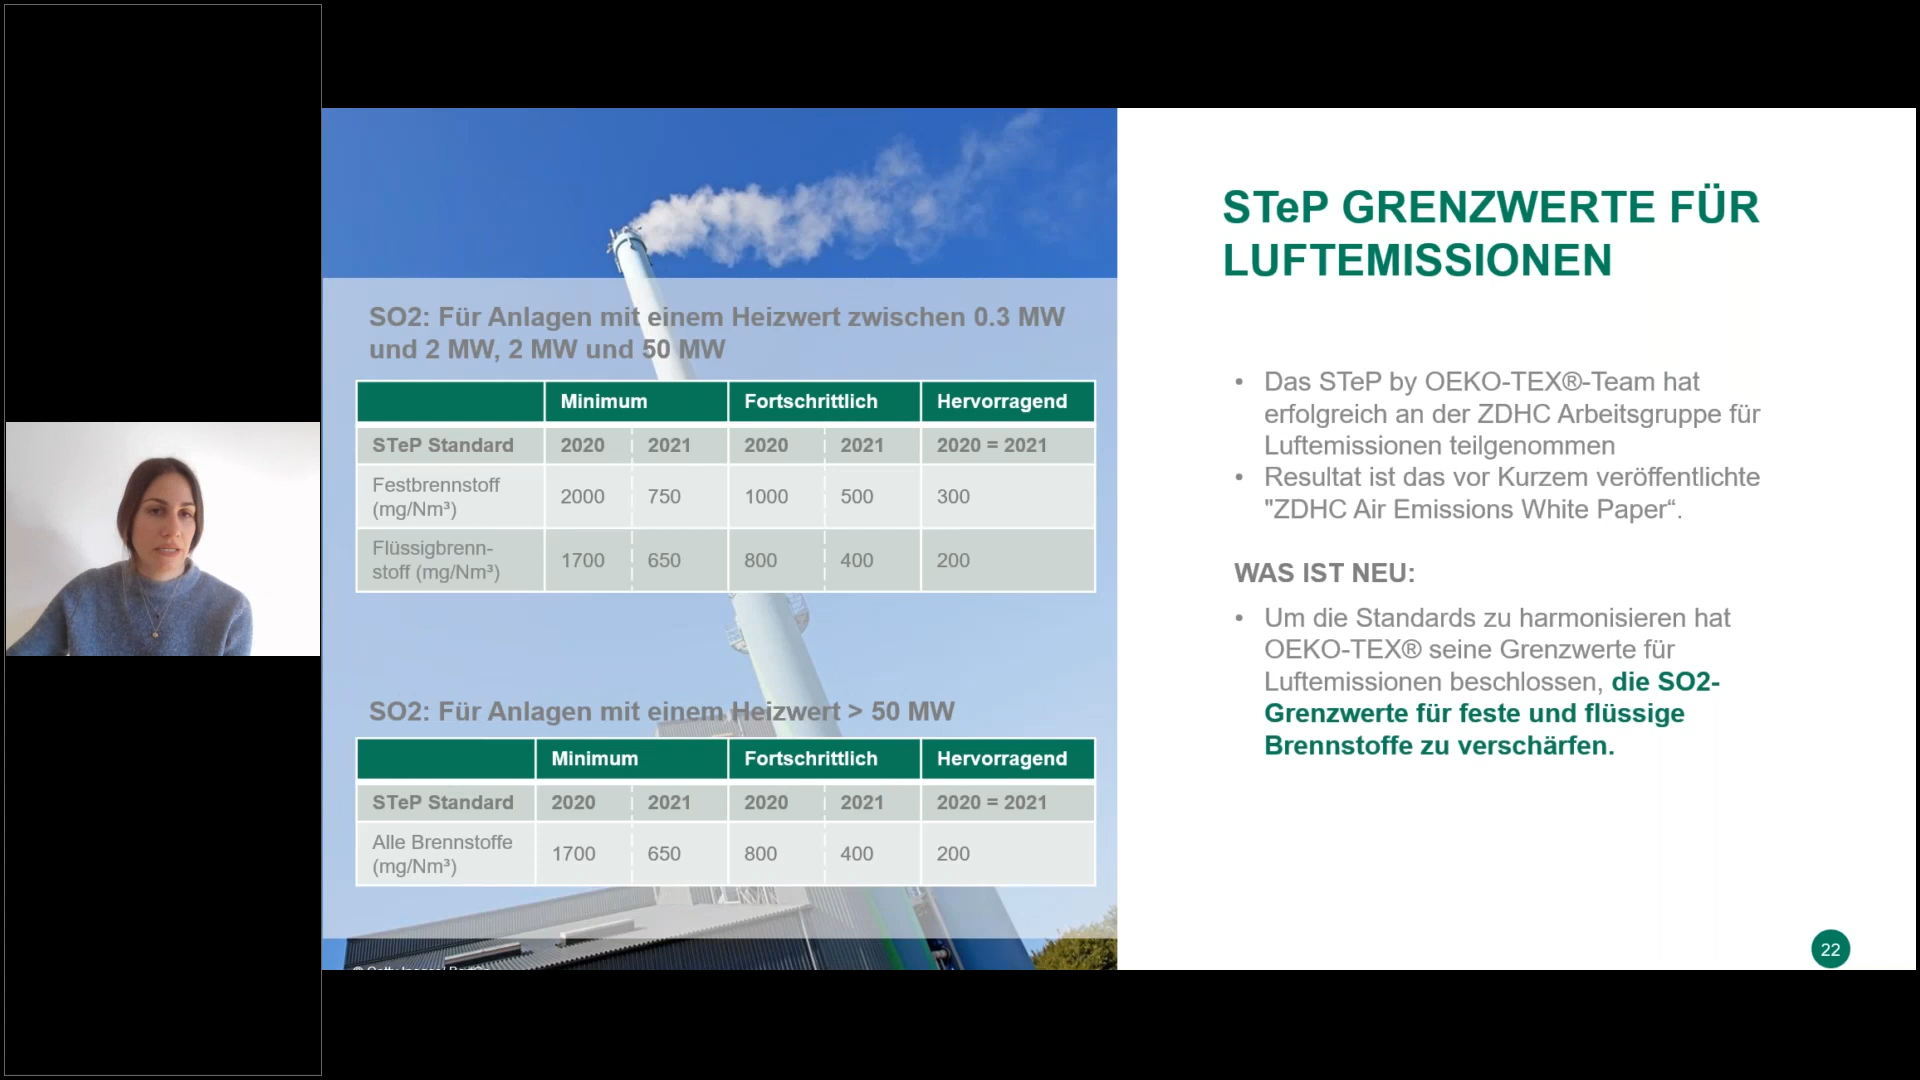 SO2: Für Anlagen mit einem Heizwert zwischen 0.3 MW
und 2 MW, 2 MW und 50 MW
Minimum Fortschrittlich Hervorragend
STeP Standard 2020 2021 2020 2021 2020 = 2021
Festbrennstoff
(mg/Nm³) 2000 750 1000 500 300
Flüssigbrenn-
stoff (mg/Nm³) 1700 650 800 400 200
SO2: Für Anlagen mit einem Heizwert > 50 MW
Minimum Fortschrittlich Hervorragend
STeP Standard 2020 2021 2020 2021 2020 = 2021
Alle Brennstoffe
(mg/Nm³) 1700 650 800 400 200
STeP GRENZWERTE FÜR
LUFTEMISSIONEN
• Das STeP by OEKO-TEX®-Team hat
erfolgreich an der ZDHC Arbeitsgruppe für
Luftemissionen teilgenommen
• Resultat ist das vor Kurzem veröffentlichte
"ZDHC Air Emissions White Paper“.
WAS IST NEU:
• Um die Standards zu harmonisieren hat
OEKO-TEX® seine Grenzwerte für
Luftemissionen beschlossen, die SO2-
Grenzwerte für feste und flüssige
Brennstoffe zu verschärfen.
22